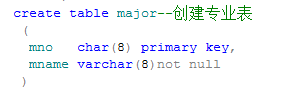 create table major--创建专业表
(
mno char(8) primary key,
mname varchar(8)not null
)